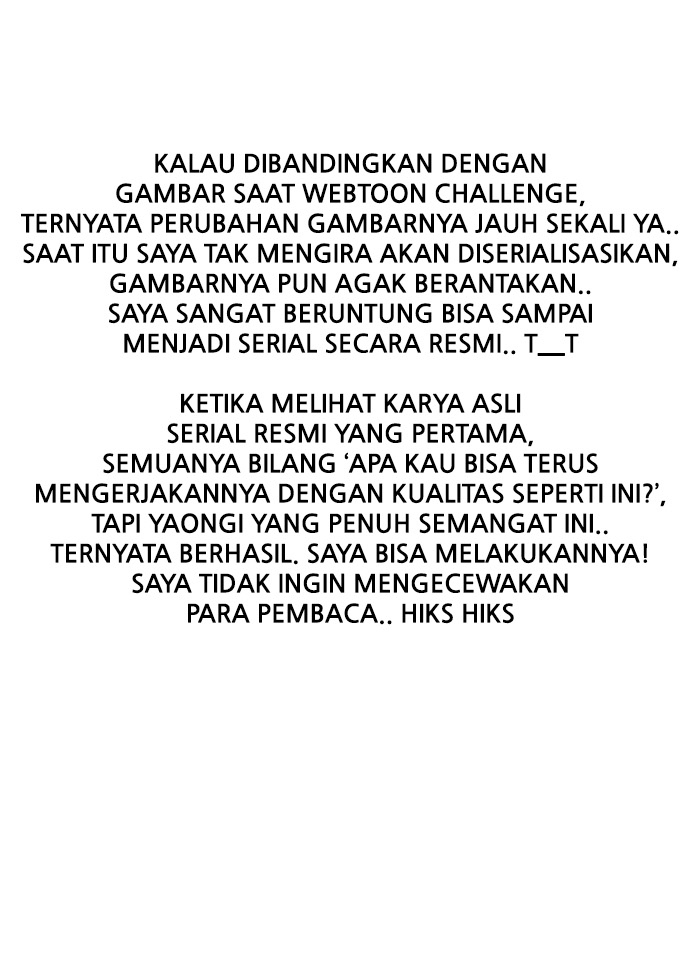 KALAU DIBANDINGKAN DENGAN
GAMBAR SAAT WEBTOON CHALLENGE,
TERNYATA PERUBAHAN GAMBARNYA JAUH SEKALI YA..
SAAT ITU SAYA TAK MENGIRA AKAN DISERIALISASIKAN,
GAMBARNYA PUN AGAK BERANTAKAN..
SAYA SANGAT BERUNTUNG BISA SAMPAI
MENJADI SERIAL SECARA RESMI.. T__T
KETIKA MELIHAT KARYA ASLI
SERIAL RESMI YANG PERTAMA,
SEMUANYA BILANG ‘APA KAU BISA TERUS
MENGERJAKANNYA DENGAN KUALITAS SEPERTI INI?’,
TAPI YAONGI YANG PENUH SEMANGAT INI..
TERNYATA BERHASIL. SAYA BISA MELAKUKANNYA!
SAYA TIDAK INGIN MENGECEWAKAN
PARA PEMBACA.. HIKS HIKS